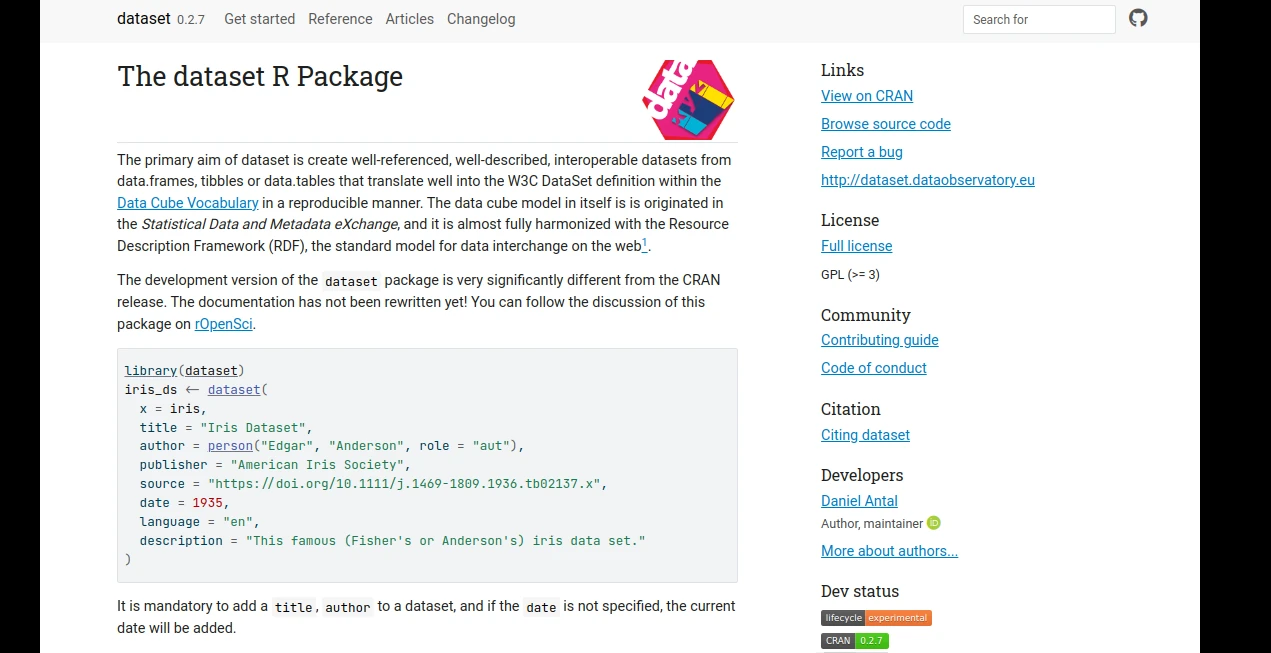 dataset 0.2.7 Get started Reference Articles Changelog Search for
The dataset R Package
data
The primary aim of dataset is create well-referenced, well-described, interoperable datasets from
data.frames, tibbles or data.tables that translate well into the W3C DataSet definition within the
Data Cube Vocabulary in a reproducible manner. The data cube model in itself is is originated in
the Statistical Data and Metadata eXchange, and it is almost fully harmonized with the Resource
Description Framework (RDF), the standard model for data interchange on the web1.
The development version of the dataset package is very significantly different from the CRAN
release. The documentation has not been rewritten yet! You can follow the discussion of this
package on rOpenSci.
library(dataset)
iris_ds <- dataset(
x = iris,
title = "Iris Dataset",
author = person("Edgar", "Anderson", role = "aut"),
publisher = "American Iris Society",
source = "https://doi.org/10.1111/j.1469-1809.1936.tb02137.x",
date = 1935,
language = "en",
description = "This famous (Fisher's or Anderson's) iris data set."
)
It is mandatory to add a title, author to a dataset, and if the date is not specified, the current
date will be added.
Links
View on CRAN
Browse source code
Report a bug
http://dataset.dataobservatory.eu
License
Full license
GPL (>= 3)
Community
Contributing guide
Code of conduct
Citation
Citing dataset
Developers
Daniel Antal
Author, maintainer iD
More about authors...
Dev status
lifecycle experimental
CRAN 0.2.7